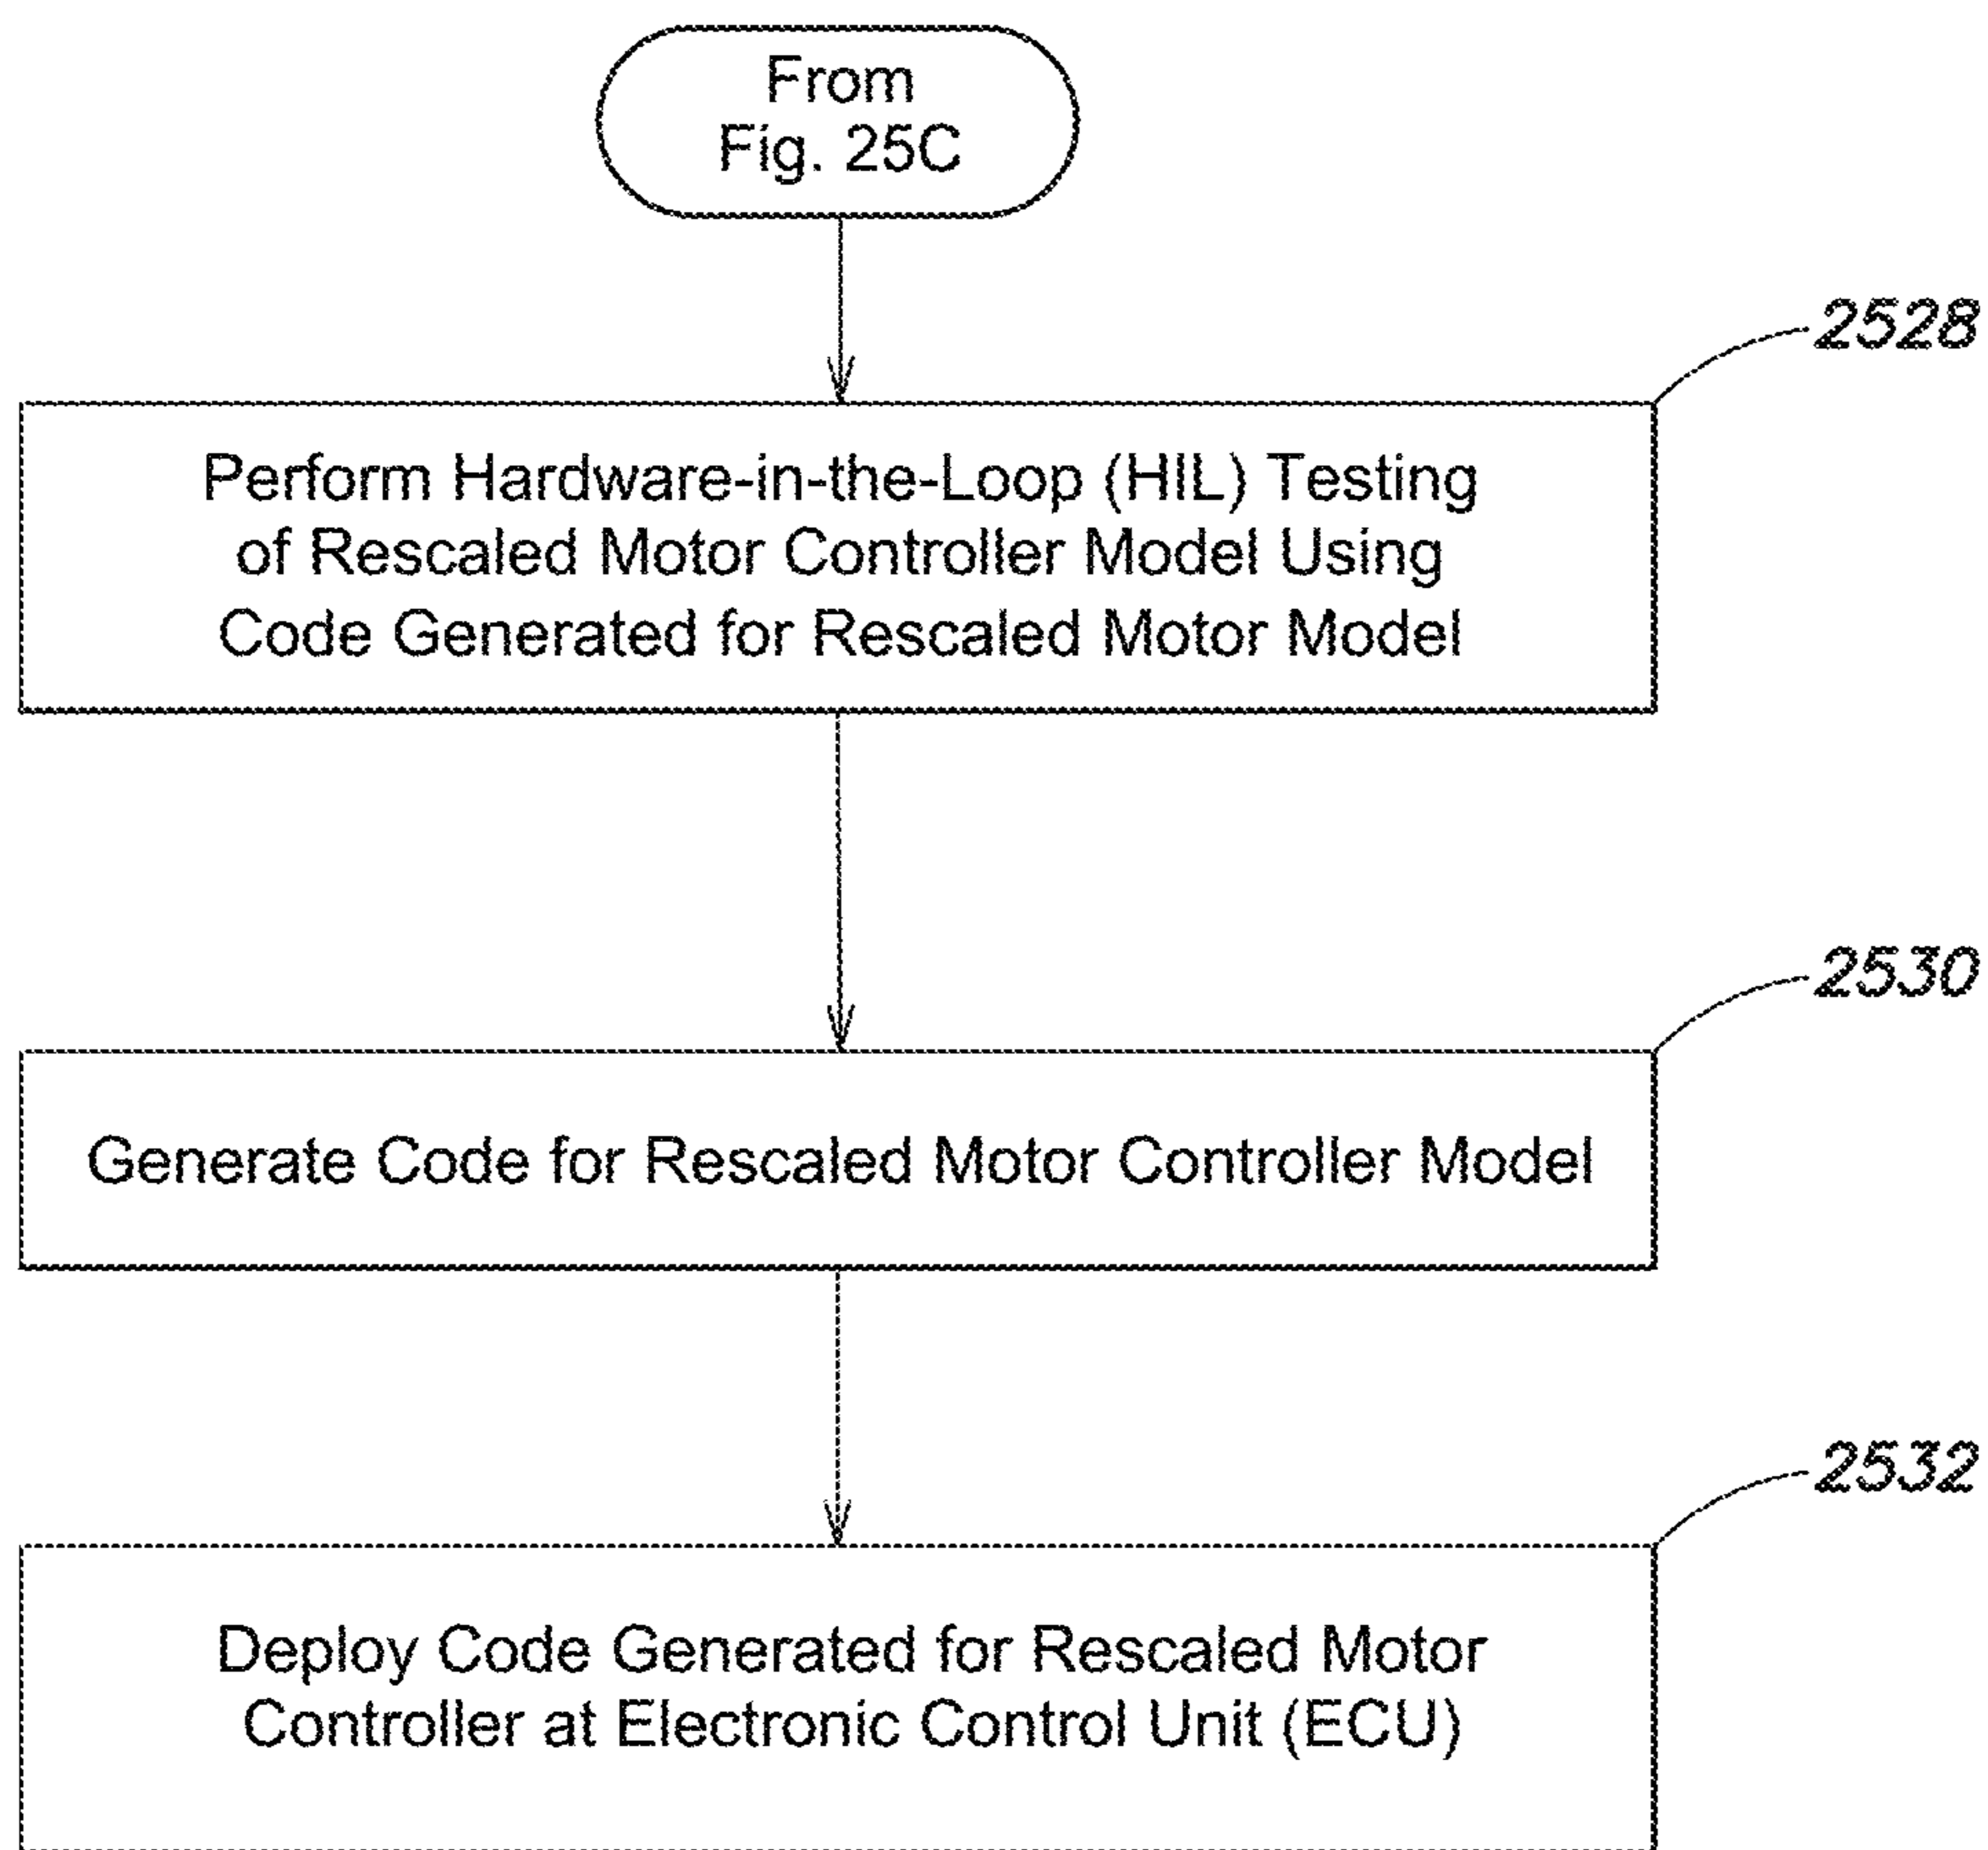 From
Fig. 25C
2528
Perform Hardware-in-the-Loop (HIL) Testing
of Rescaled Motor Controller Model Using
Code Generated for Rescaled Motor Model
2530
Generate Code for Rescaled Motor Controller Model
2532
Deploy Code Generated for Rescaled Motor
Controller at Electronic Control Unit (ECU)